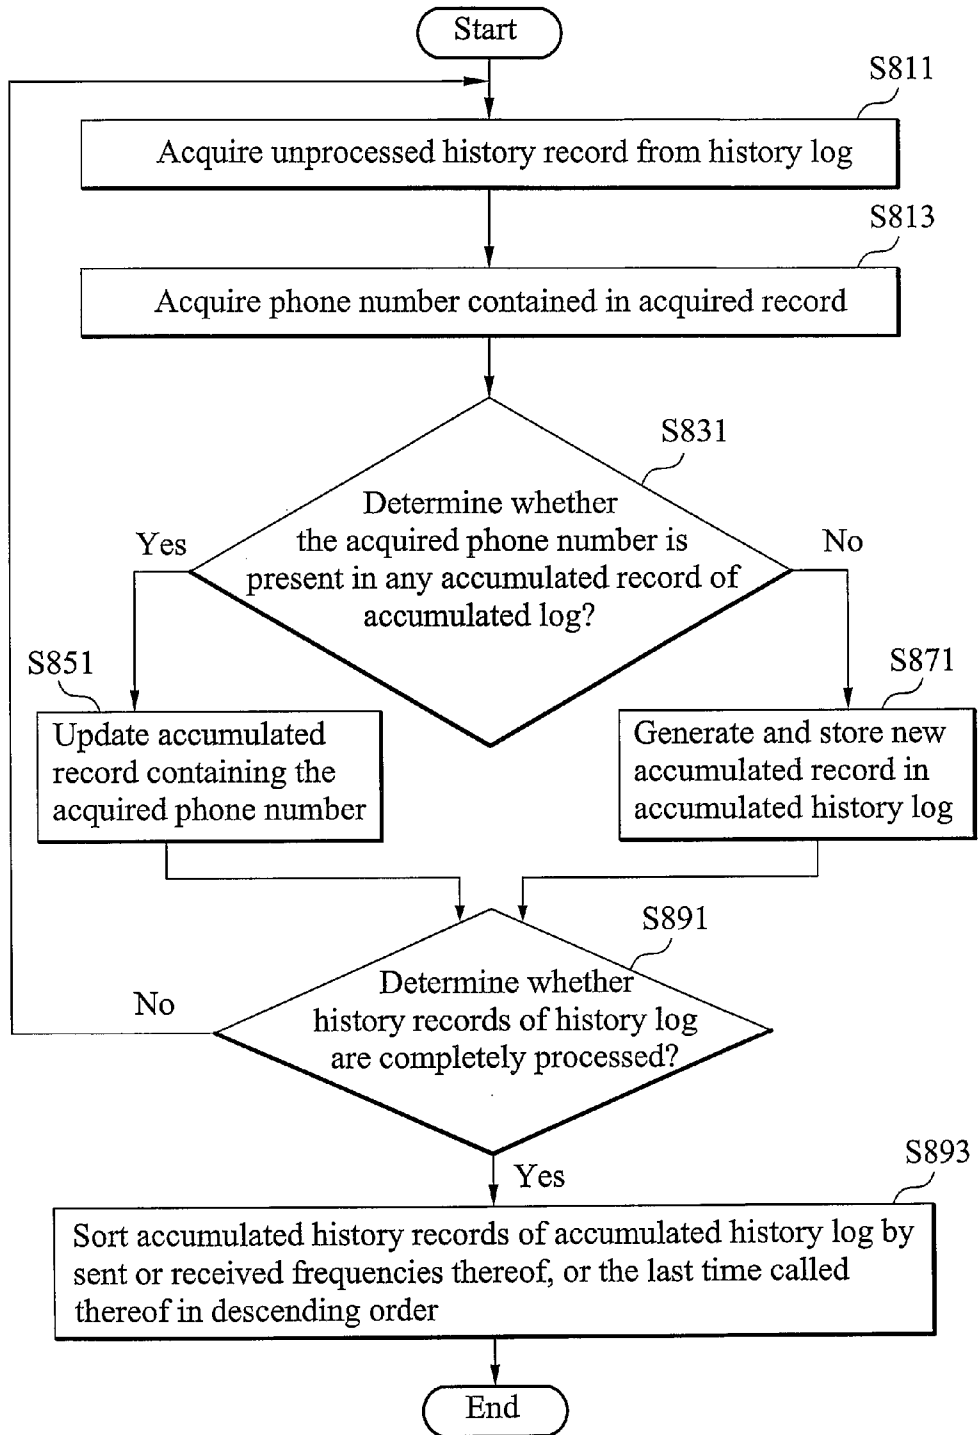 Start
S811
Acquire unprocessed history record from history log
S813
Acquire phone number contained in acquired record
S831
Determine whether
the acquired phone number is
present in any accumulated record of
accumulated log?
Yes
No
S851
Update accumulated
record containing the
acquired phone number
S871
Generate and store new
accumulated record in
accumulated history log
S891
Determine whether
history records of history log
are completely processed?
No
Yes
S893
Sort accumulated history records of accumulated history log by
sent or received frequencies thereof, or the last time called
thereof in descending order
End